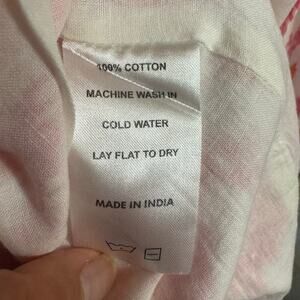 100% COTTON
MACHINE WASH IN
COLD WATER
LAY FLAT TO DRY
MADE IN INDIA